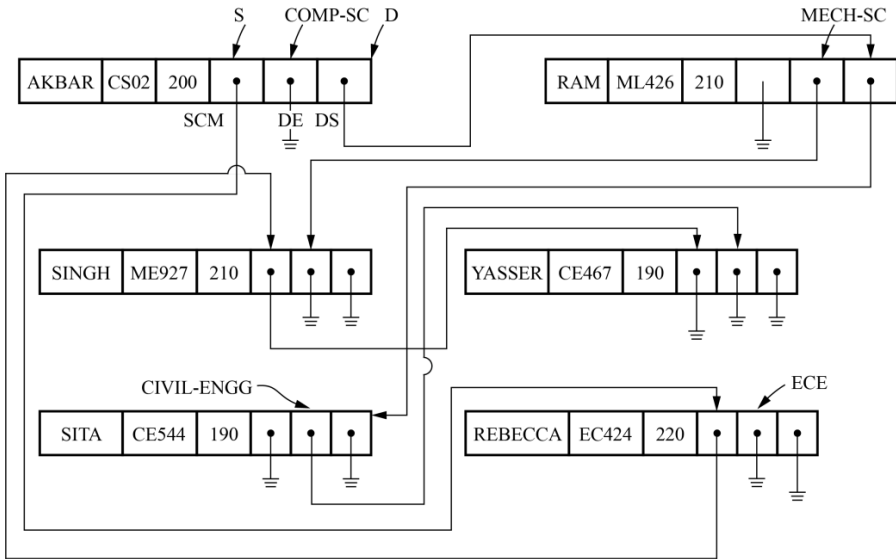 S COMP-SC D MECH-SC
AKBAR CS02 200 RAM ML426 210
SCM DE DS
SINGH ME927 210 YASSER CE467 190
CIVIL-ENGG ECE
SITA CE544 190 REBECCA EC424 220